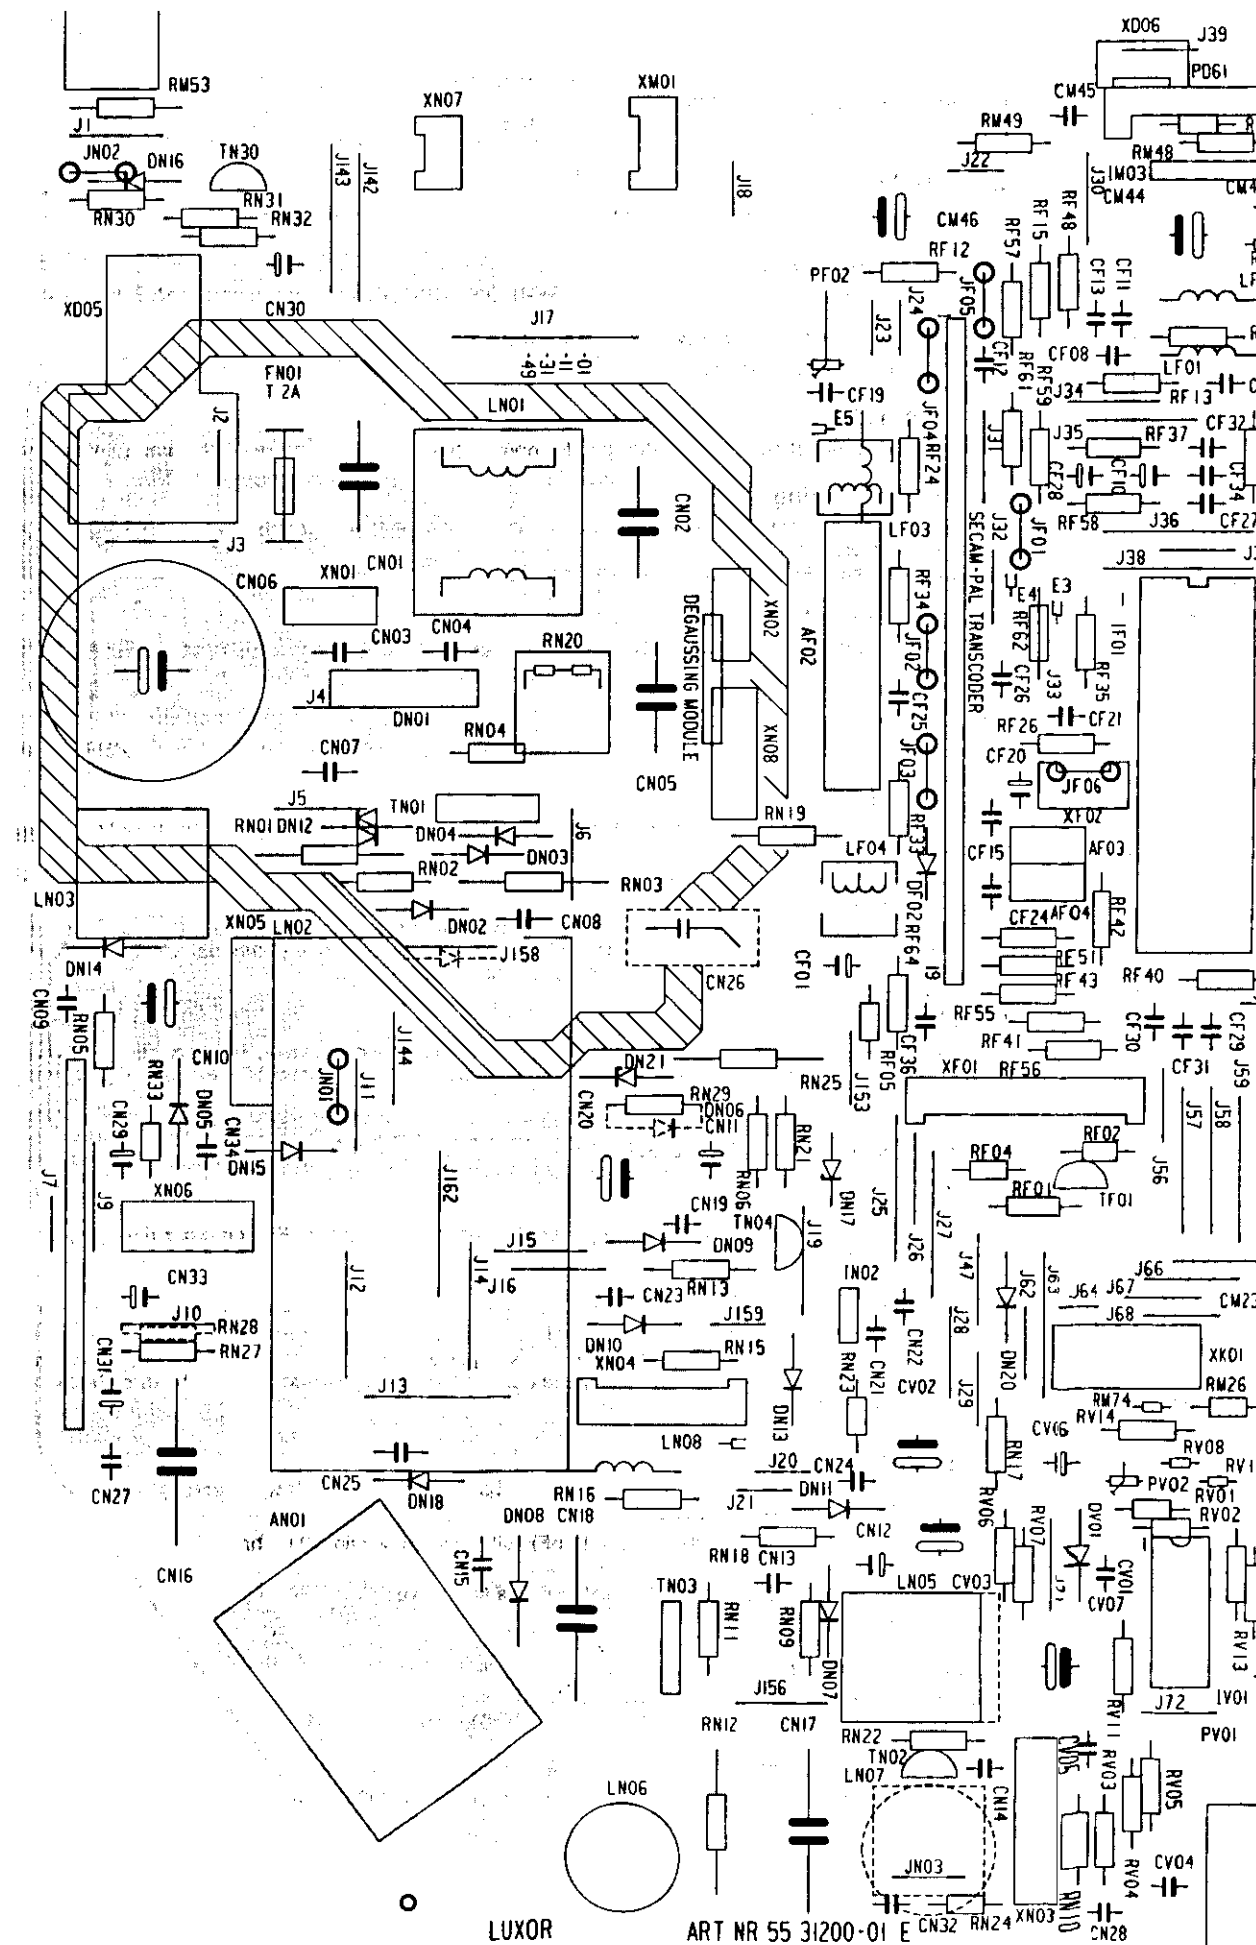 XD06
J39
PD61
RM53
XN07
XM01
CM45
J1
RM49
JN02
DN16
TN30
J143
J142
J18
J22
J30
RM48
IM03
CM44
RN30
RN31
RN32
CM46
RF12
RF57
RF15
RF48
XD05
CN30
J17
PF02
J24
JF05
CF13
CF11
J23
-49
-31
-11
-01
FN01
T 2A
LN01
CF12
CF08
LF01
RF61
RF59
J34
RF13
J2
CF19
E5
JF04
RF24
J31
J35
RF37
CF32
CF28
CF10
CF34
RF58
J36
CF27
J3
CN06
XN01
CN01
CN02
LF03
SECAM-PAL TRANSCODER
J32
JF01
J38
CN03
CN04
RN20
DEGAUSSING MODULE
XN02
AF02
RF34
JF02
E4
E3
RF62
IF01
J4
DN01
RN04
XN08
CF25
CF26
J33
RF35
CN07
CN05
JF03
RF26
CF21
CF20
JF06
XF02
J5
TN01
J6
RN19
RN01
DN12
DN04
DN03
RN02
RN03
LF04
RF33
CF15
AF03
LN03
XN05
LN02
DN02
CN08
DF02
RF64
CF24
AF04
RF42
DN14
J158
CN26
CF01
J9
RF51
RF43
RF40
CN09
RN05
CN10
J144
RF55
RF41
CF30
CF29
RN33
DN05
JN01
J11
DN21
RN25
J153
RF05
CF36
XF01
RF56
CF31
J59
CN29
CN34
CN20
RN29
DN06
CN11
RN21
J57
J58
DN15
RF04
RF02
J7
J9
XN06
J162
RN06
DN17
J25
RF01
TF01
J56
CN19
TN04
J19
J26
J27
J15
DN09
CN33
J12
J14
J16
CN23
RN13
TN02
J47
J62
J63
J64
J66
J67
J68
CM23
J10
RN28
RN27
J159
CN22
J28
DN10
XN04
RN15
CN21
DN20
XK01
CN31
J13
DN13
RN23
CV02
J29
RM74
RM26
RV14
LN08
CV06
RV08
CN25
DN18
J20
CN24
RN17
PV02
RV01
CN27
RN16
J21
DN11
RV06
RV02
AN01
DN08
CN18
RV07
DV01
CN12
CN16
CN15
RN18
CN13
LN05
CV03
J71
CV01
CV07
TN03
RN11
RN09
DN07
RV13
J156
J72
IV01
RN12
CN17
RN22
TN02
RV11
PV01
LN06
LN07
CN14
CV05
RV03
RV05
JN03
RV04
CV04
CN32
RN24
XN03
RN10
CN28
LUXOR
ART NR 55 31200-01 E